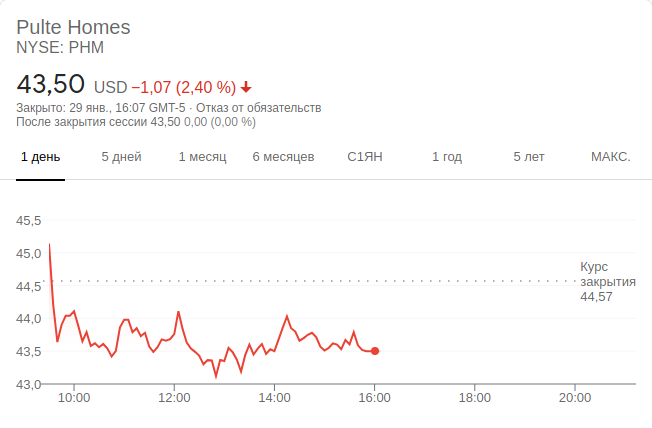 Pulte Homes
NYSE: PHM
43,50 USD −1,07 (2,40 %)
Закрыто: 29 янв., 16:07 GMT-5 · Отказ от обязательств
После закрытия сессии 43,50 0,00 (0,00 %)
1 день 5 дней 1 месяц 6 месяцев С1ЯН 1 год 5 лет МАКС.
45,5
45,0
Курс
закрытия
44,57
44,5
44,0
43,5
43,0
10:00 12:00 14:00 16:00 18:00 20:00